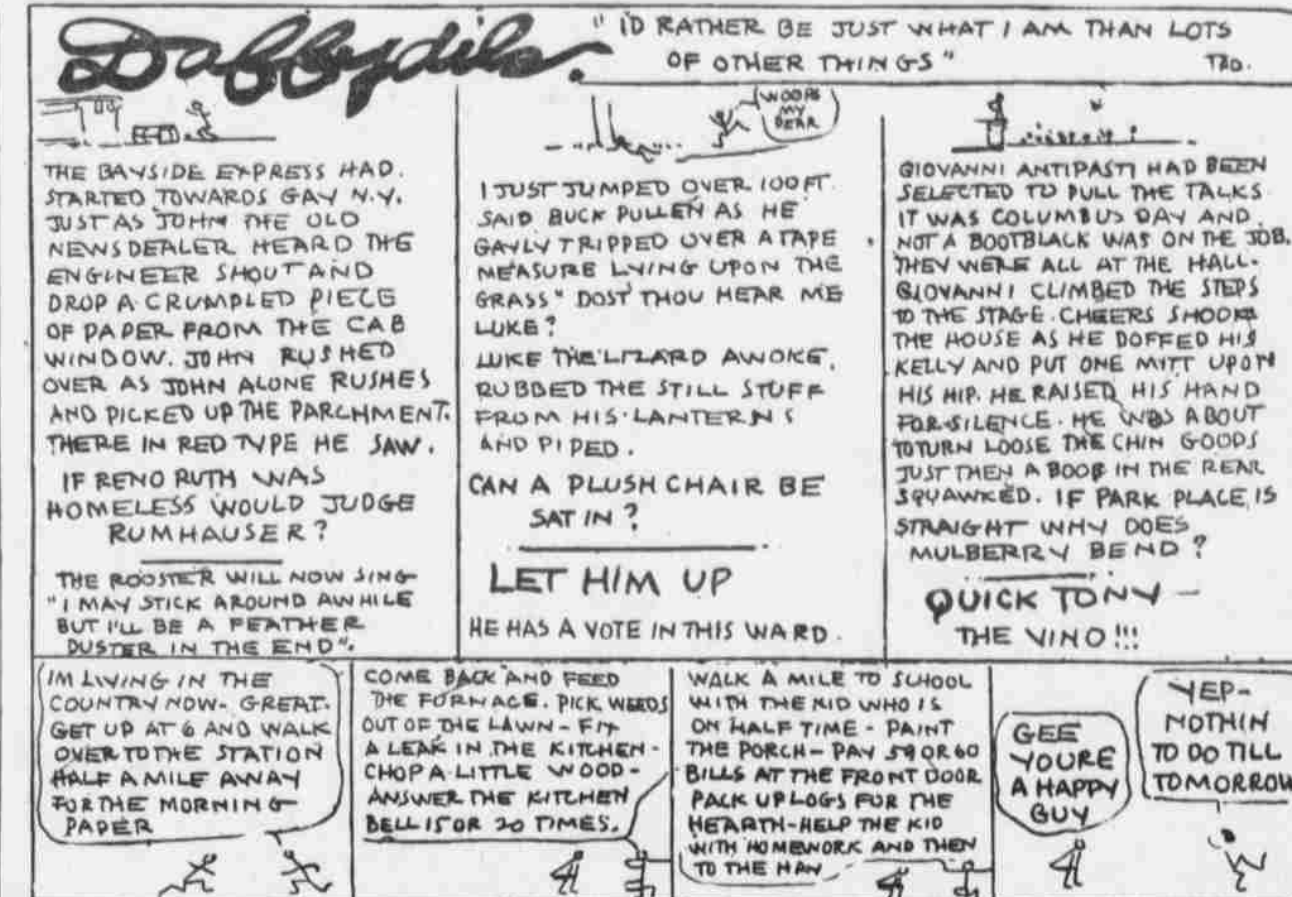 Daffydils.
"I'D RATHER BE JUST WHAT I AM THAN LOTS
OF OTHER THINGS"
TAD.
THE BAYSIDE EXPRESS HAD.
STARTED TOWARDS GAY N.Y.
JUST AS JOHN THE OLD
NEWSDEALER HEARD THE
ENGINEER SHOUT AND
DROP A CRUMPLED PIECE
OF PAPER FROM THE CAB
WINDOW. JOHN RUSHED
OVER AS JOHN ALONE RUSHES
AND PICKED UP THE PARCHMENT.
THERE IN RED TYPE HE SAW.
IF RENO RUTH WAS
HOMELESS WOULD JUDGE
RUMHAUSER?
THE ROOSTER WILL NOW SING
"I MAY STICK AROUND AWHILE
BUT I'LL BE A FEATHER
DUSTER IN THE END".
WOOPS
MY
DEAR
I JUST JUMPED OVER 100 FT.
SAID BUCK PULLEN AS HE
GAYLY TRIPPED OVER A TAPE
MEASURE LYING UPON THE
GRASS" DOST THOU HEAR ME
LUKE?
LUKE THE LIZARD AWOKE.
RUBBED THE STILL STUFF
FROM HIS LANTERNS
AND PIPED.
CAN A PLUSH CHAIR BE
SAT IN?
LET HIM UP
HE HAS A VOTE IN THIS WARD.
GIOVANNI ANTIPASTI HAD BEEN
SELECTED TO PULL THE TALKS
IT WAS COLUMBUS DAY AND
NOT A BOOTBLACK WAS ON THE JOB.
THEY WERE ALL AT THE HALL.
GIOVANNI CLIMBED THE STEPS
TO THE STAGE. CHEERS SHOOK
THE HOUSE AS HE DOFFED HIS
KELLY AND PUT ONE MITT UPON
HIS HIP. HE RAISED HIS HAND
FOR SILENCE. HE WAS ABOUT
TO TURN LOOSE THE CHIN GOODS
JUST THEN A BOOB IN THE REAR
SQUAWKED. IF PARK PLACE IS
STRAIGHT WHY DOES
MULBERRY BEND?
QUICK TONY—
THE VINO!!!
IM LIVING IN THE
COUNTRY NOW- GREAT.
GET UP AT 6 AND WALK
OVER TO THE STATION
HALF A MILE AWAY
FOR THE MORNING
PAPER
COME BACK AND FEED
THE FORNACE. PICK WEEDS
OUT OF THE LAWN - FIX
A LEAK IN THE KITCHEN -
CHOP A LITTLE WOOD -
ANSWER THE KITCHEN
BELL 15 OR 20 TIMES.
WALK A MILE TO SCHOOL
WITH THE KID WHO IS
ON HALF TIME - PAINT
THE PORCH - PAY 59 OR 60
BILLS AT THE FRONT DOOR
PACK UP LOGS FOR THE
HEARTH-HELP THE KID
WITH HOMEWORK AND THEN
TO THE HAY
GEE
YOURE
A HAPPY
GUY
YEP-
NOTHIN
TO DO TILL
TOMORROW